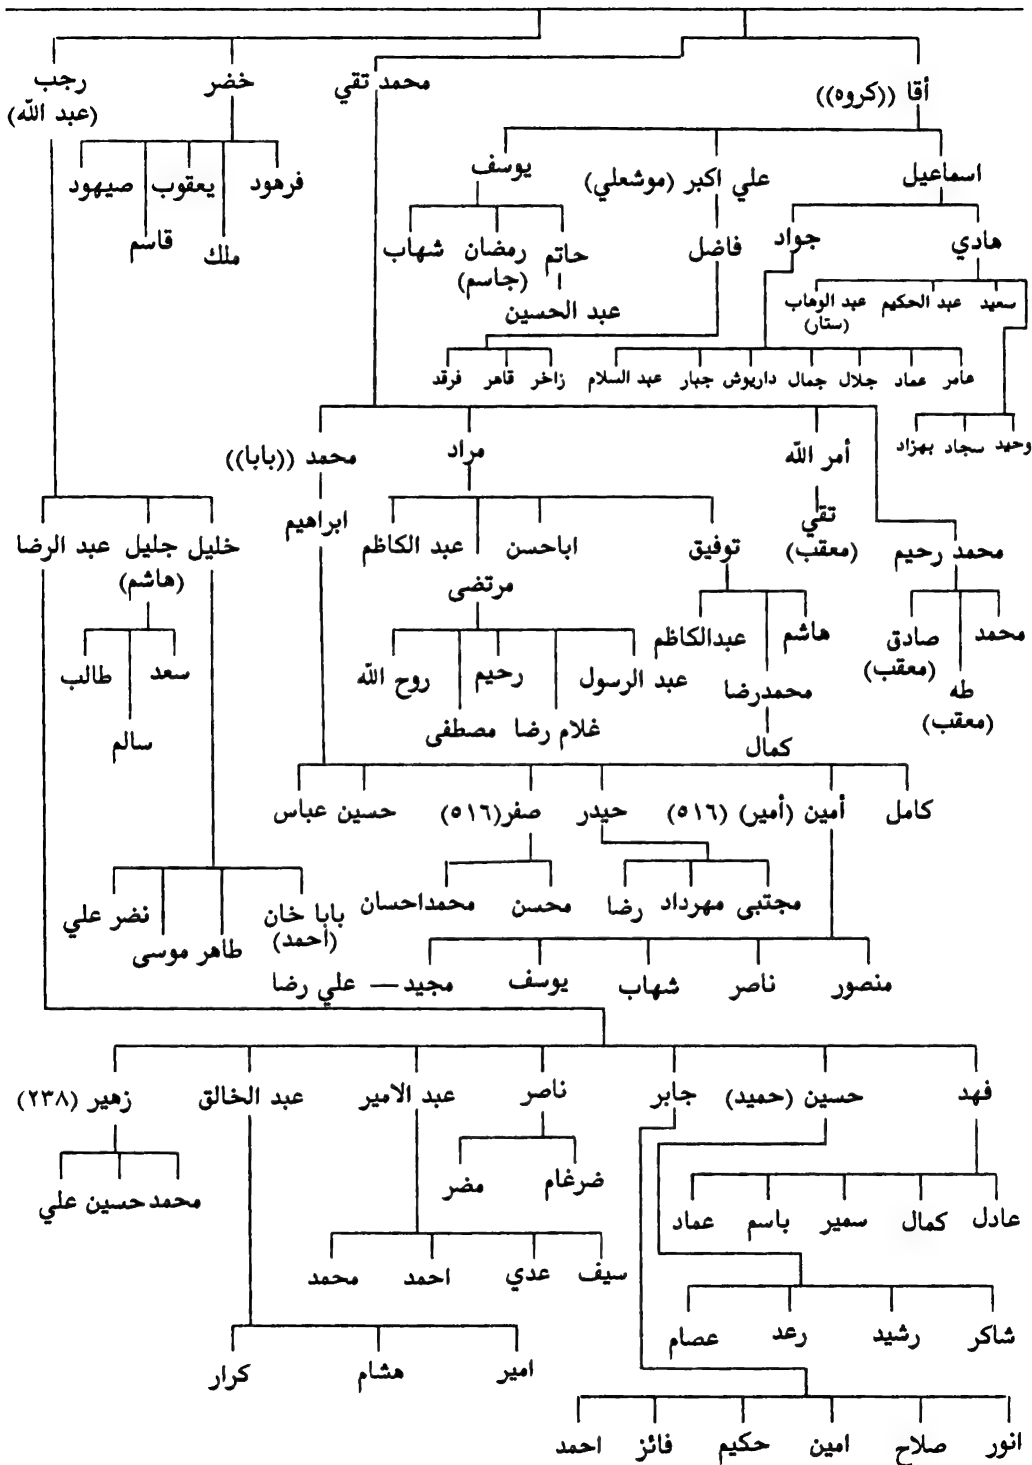 أقا ((كروه)) محمد تقي خضر رجب
(عبد اللّه)
اسماعيل علي اكبر (موشعلي) يوسف فرهود يعقوب صيهود
ملك قاسم
هادي جواد فاضل حاتم رمضان شهاب
(جاسم)
سعيد عبد الحكيم عبد الوهاب عبد الحسين
(ستار)
عامر عماد جلال جمال داريوش جبار عبد السلام زاخر قاهر فرقد
وحيد سجاد بهزاد
أمر اللّه مراد محمد ((بابا))
محمد رحيم تقي توفيق اباحسن عبد الكاظم ابراهيم خليل جليل عبد الرضا
(معقب) (هاشم)
مرتضى
محمد صادق هاشم عبدالكاظم
(معقب)
طه محمدرضا عبد الرسول رحيم روح اللّه سعد طالب
(معقب)
كمال غلام رضا مصطفى سالم
كامل أمين (أمير) (٥١٦) حيدر صفر(٥١٦) حسين عباس
مجتبى مهرداد رضا محسن محمداحسان بابا خان طاهر موسى نضر علي
(احمد)
منصور ناصر شهاب يوسف مجيد — علي رضا
فهد حسين (حميد) جابر ناصر عبد الامير عبد الخالق زهير (٢٣٨)
ضرغام مضر محمد حسين علي
عادل كمال سمير باسم عماد
سيف عدي احمد محمد
شاكر رشيد رعد عصام
امير هشام كرار
انور صلاح امين حكيم فائز احمد